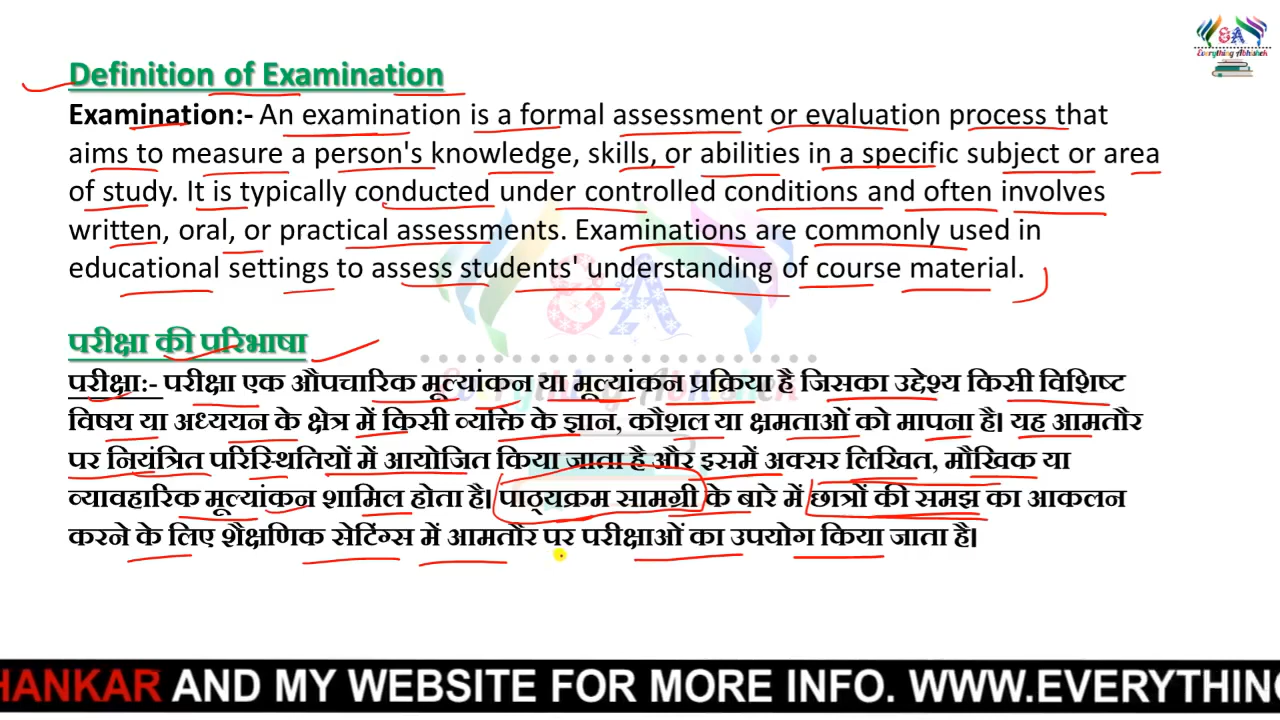 &A
Everything Abhishek
Definition of Examination
Examination:- An examination is a formal assessment or evaluation process that
aims to measure a person's knowledge, skills, or abilities in a specific subject or area
of study. It is typically conducted under controlled conditions and often involves
written, oral, or practical assessments. Examinations are commonly used in
educational settings to assess students' understanding of course material.
&A
Everything Abhishek
परीक्षा की परिभाषा
परीक्षा:- परीक्षा एक औपचारिक मूल्यांकन या मूल्यांकन प्रक्रिया है जिसका उद्देश्य किसी विशिष्ट
विषय या अध्ययन के क्षेत्र में किसी व्यक्ति के ज्ञान, कौशल या क्षमताओं को मापना है। यह आमतौर
पर नियंत्रित परिस्थितियों में आयोजित किया जाता है और इसमें अक्सर लिखित, मौखिक या
व्यावहारिक मूल्यांकन शामिल होता है। पाठ्यक्रम सामग्री के बारे में छात्रों की समझ का आकलन
करने के लिए शैक्षणिक सेटिंग्स में आमतौर पर परीक्षाओं का उपयोग किया जाता है।
HANKAR AND MY WEBSITE FOR MORE INFO. WWW.EVERYTHING